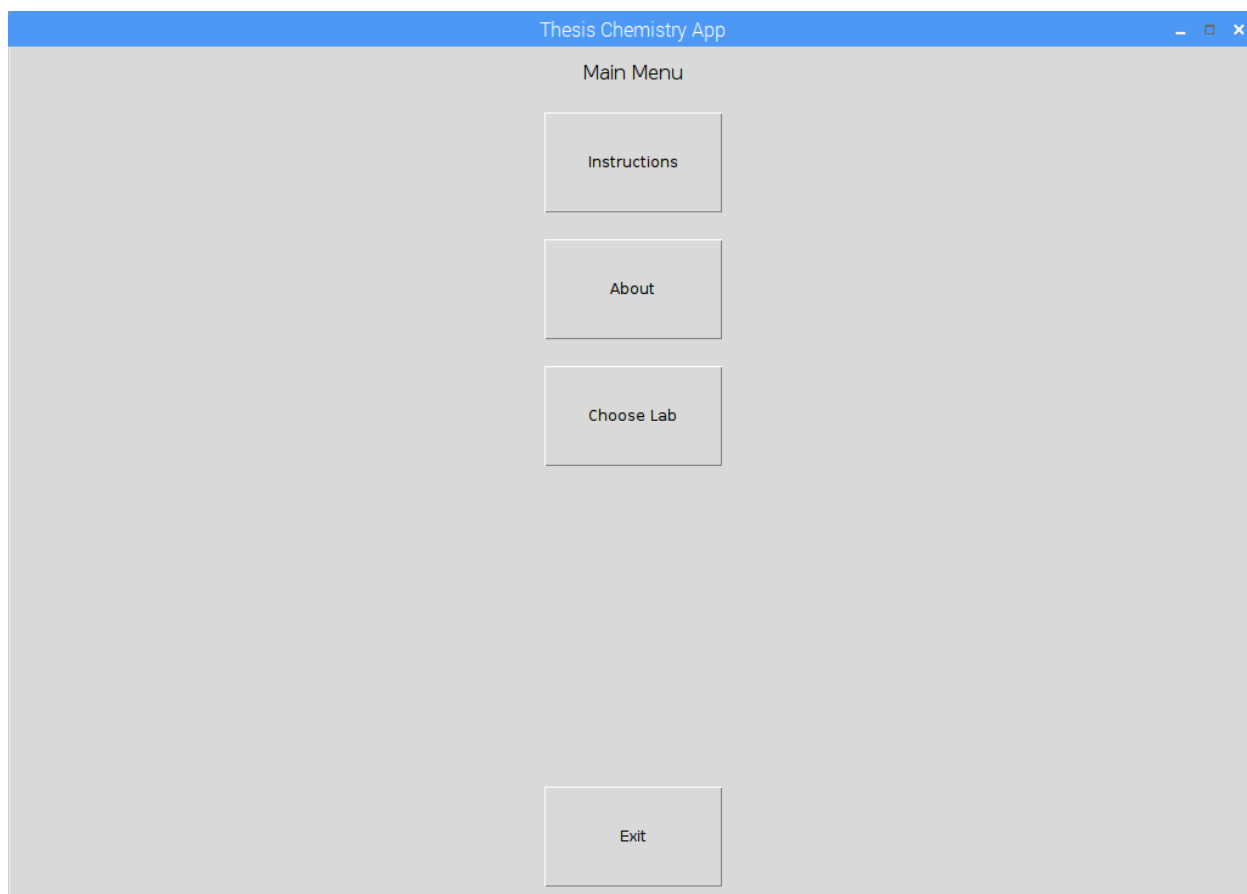 Thesis Chemistry App
Main Menu
Instructions
About
Choose Lab
Exit